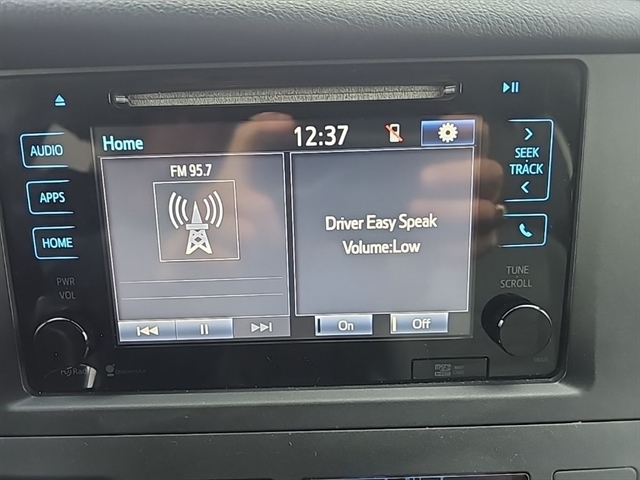 Home
12:37
FM 95.7
Driver Easy Speak
Volume:Low
On
Off
AUDIO
APPS
HOME
PWR
VOL
SEEK
TRACK
TUNE
SCROLL